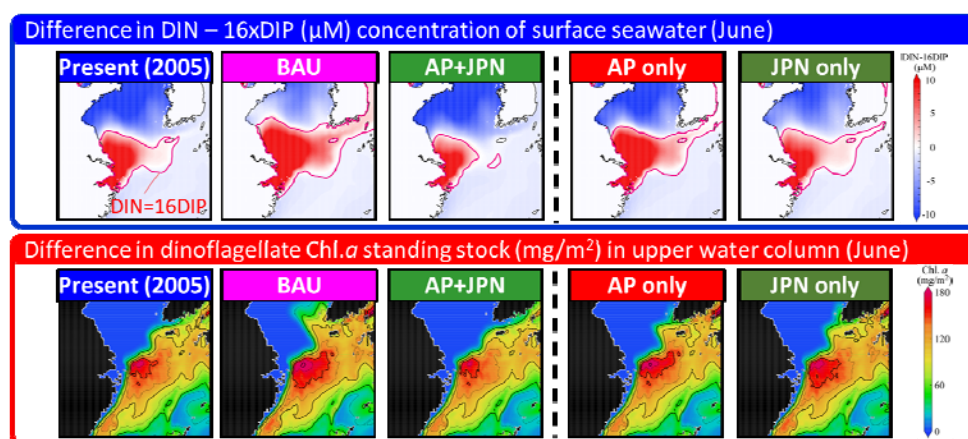 Difference in DIN – 16xDIP (µM) concentration of surface seawater (June)
Present (2005) BAU AP+JPN AP only JPN only
DIN-16DIP
(µM)
10
5
0
-5
-10
DIN=16DIP
Difference in dinoflagellate Chl.a standing stock (mg/m²) in upper water column (June)
Present (2005) BAU AP+JPN AP only JPN only
Chl. a
(mg/m²)
180
120
60
0